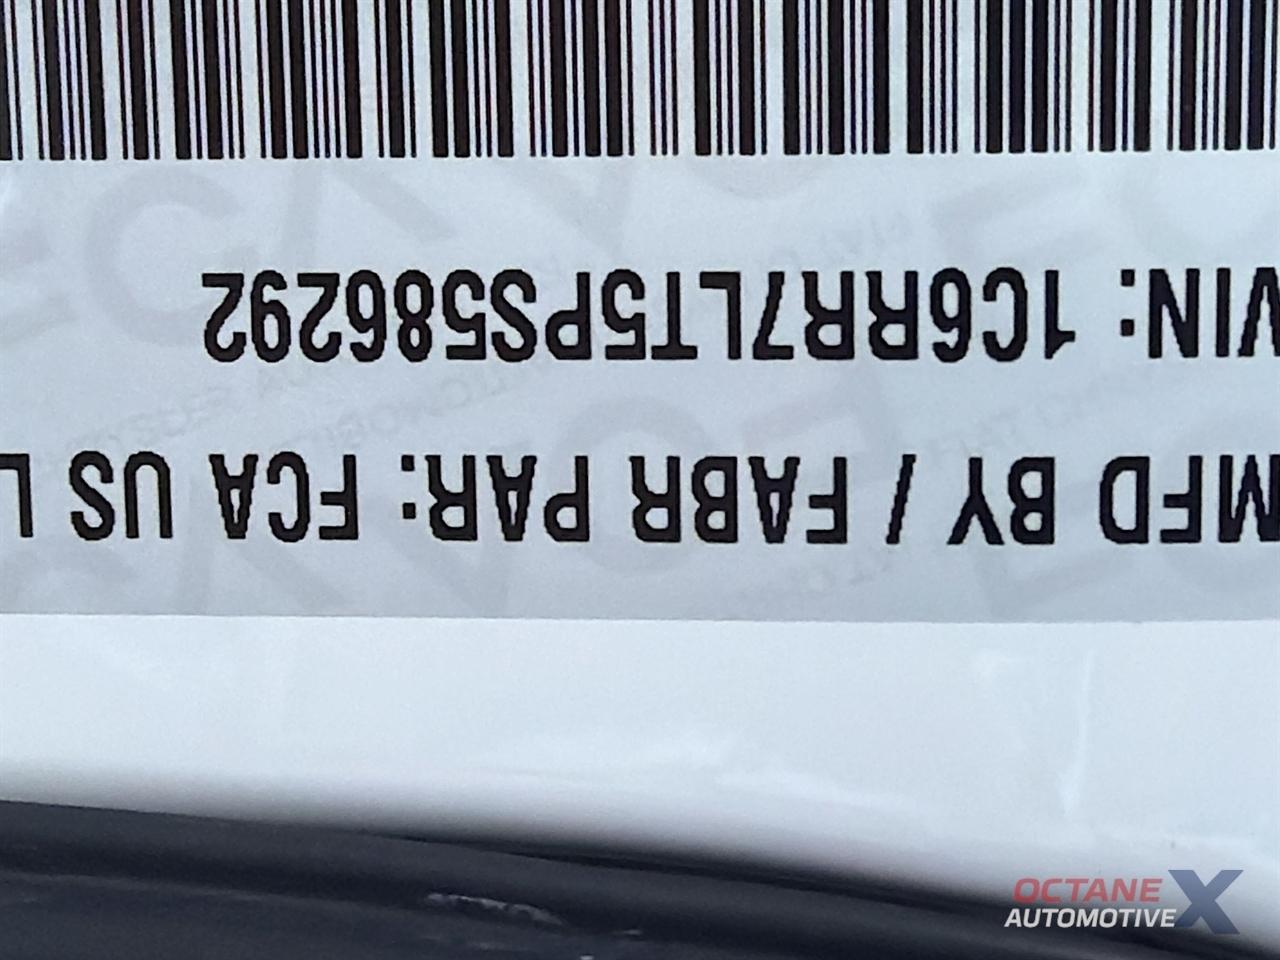 MFD BY / FABR PAR: FCA US L
VIN: 1C6RR7LT5PS586292
OCTANE X
AUTOMOTIVE